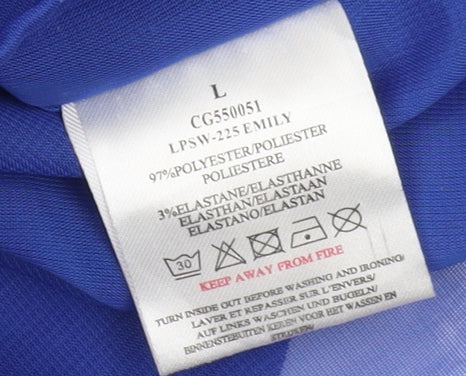 L
CG550051
LPSW-225 EMILY
97%POLYESTER/POLIESTER
POLIESTERE
3%ELASTANE/ELASTHANNE
ELASTHAN/ELASTAAN
ELASTANO/ELASTAN
30
KEEP AWAY FROM FIRE
TURN INSIDE OUT BEFORE WASHING AND IRONING/
LAVER ET REPASSER SUR L'ENVERS/
AUF LINKS WASCHEN UND BUGELN/
BINNENSTEBUITEN KEREN VOOR HET WASSEN EN
STRIJKEN/